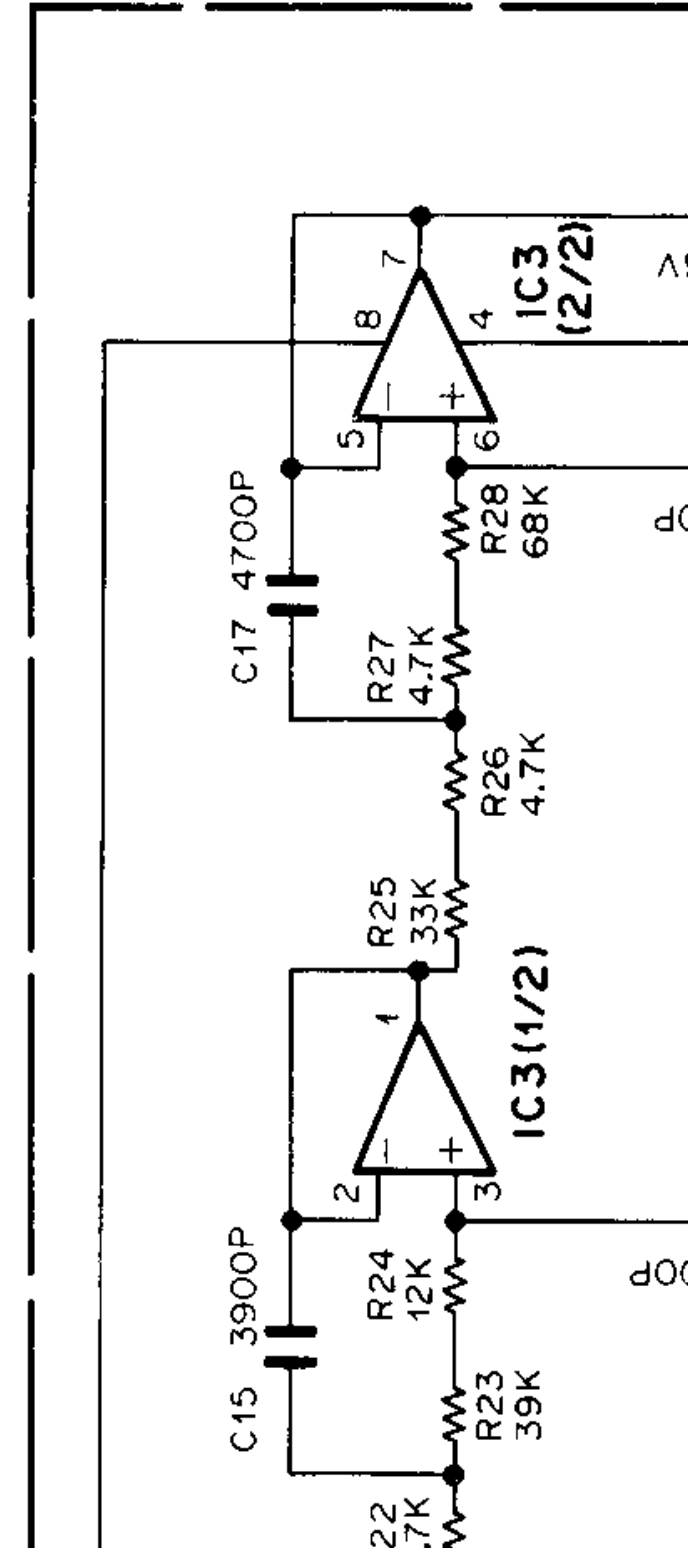 7
8
4
IC3
(2/2)
−
+
5
6
C17 4700P
R28
68K
R27
4.7K
R26
4.7K
R25
33K
1
IC3(1/2)
−
+
2
3
C15 3900P
R24
12K
R23
39K